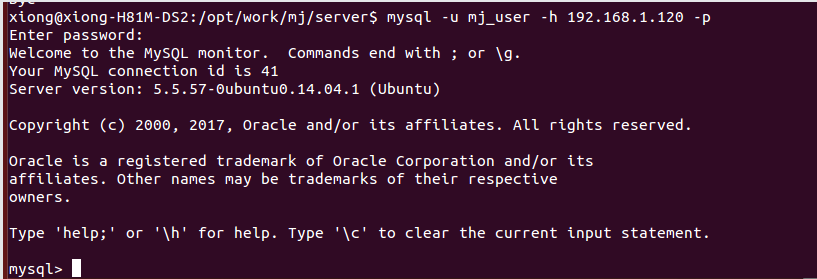 xiong@xiong-H81M-DS2:/opt/work/mj/server$ mysql -u mj_user -h 192.168.1.120 -p
Enter password:
Welcome to the MySQL monitor.  Commands end with ; or \g.
Your MySQL connection id is 41
Server version: 5.5.57-0ubuntu0.14.04.1 (Ubuntu)
Copyright (c) 2000, 2017, Oracle and/or its affiliates. All rights reserved.
Oracle is a registered trademark of Oracle Corporation and/or its
affiliates. Other names may be trademarks of their respective
owners.
Type 'help;' or '\h' for help. Type '\c' to clear the current input statement.
mysql>